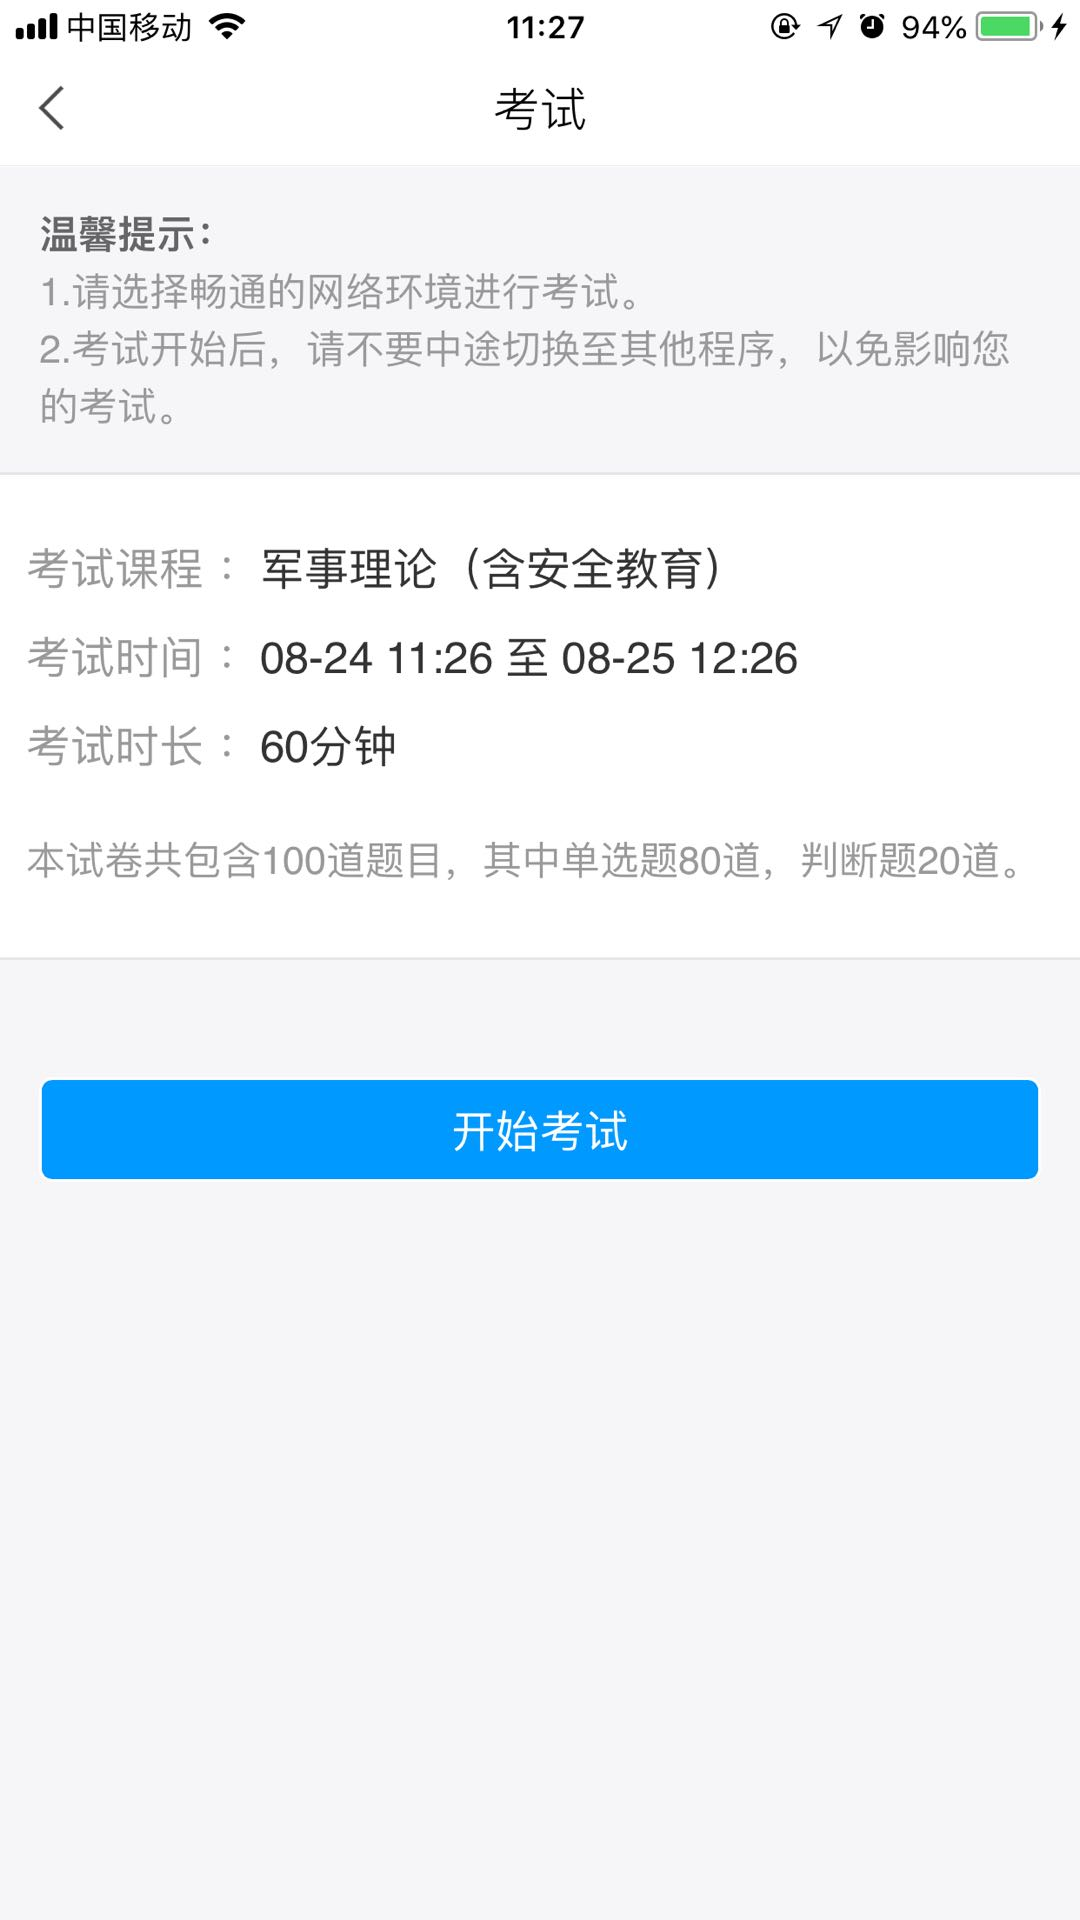 中国移动 11:27 94%
考试
温馨提示：
1.请选择畅通的网络环境进行考试。
2.考试开始后，请不要中途切换至其他程序，以免影响您
的考试。
考试课程： 军事理论（含安全教育）
考试时间： 08-24 11:26 至 08-25 12:26
考试时长： 60分钟
本试卷共包含100道题目，其中单选题80道，判断题20道。
开始考试